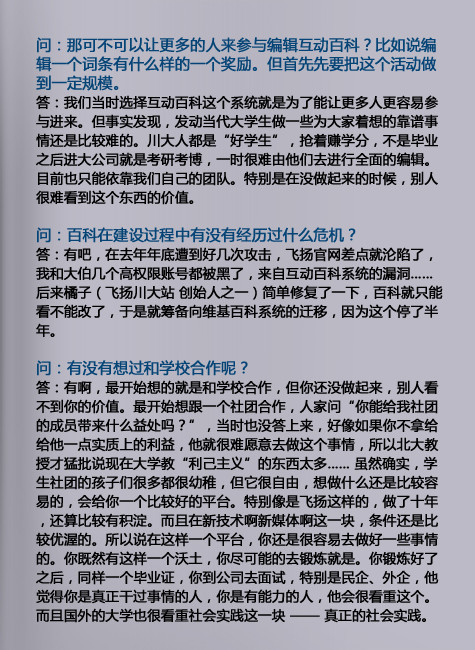 问：那可不可以让更多的人来参与编辑互动百科？比如说编
辑一个词条有什么样的一个奖励。但首先先要把这个活动做
到一定规模。
答：我们当时选择互动百科这个系统就是为了能让更多人更容易参
与进来。但事实发现，发动当代大学生做一些为大家着想的靠谱事
情还是比较难的。川大人都是“好学生”，抢着赚学分，不是毕业
之后进大公司就是考研考博，一时很难由他们去进行全面的编辑。
目前也只能依靠我们自己的团队。特别是在没做起来的时候，别人
很难看到这个东西的价值。
问：百科在建设过程中有没有经历过什么危机？
答：有吧，在去年年底遭到好几次攻击，飞扬官网差点就沦陷了，
我和大伯几个高权限账号都被黑了，来自互动百科系统的漏洞......
后来橘子（飞扬川大站 创始人之一）简单修复了一下，百科就只能
看不能改了，于是就筹备向维基百科系统的迁移，因为这个停了半
年。
问：有没有想过和学校合作呢？
答：有啊，最开始想的就是和学校合作，但你还没做起来，别人看
不到你的价值。最开始想跟一个社团合作，人家问“你能给我社团
的成员带来什么益处吗？”，当时也没答上来，好像如果你不拿给
给他一点实质上的利益，他就很难愿意去做这个事情，所以北大教
授才猛批说现在大学教“利己主义”的东西太多...... 虽然确实，学
生社团的孩子们很多都很幼稚，但它很自由，想做什么还是比较容
易的，会给你一个比较好的平台。特别像是飞扬这样的，做了十年
，还算比较有积淀。而且在新技术啊新媒体啊这一块，条件还是比
较优渥的。所以说在这样一个平台，你还是很容易去做好一些事情
的。你既然有这样一个沃土，你尽可能的去锻炼就是。你锻炼好了
之后，同样一个毕业证，你到公司去面试，特别是民企、外企，他
觉得你是真正干过事情的人，你是有能力的人，他会很看重这个。
而且国外的大学也很看重社会实践这一块 —— 真正的社会实践。